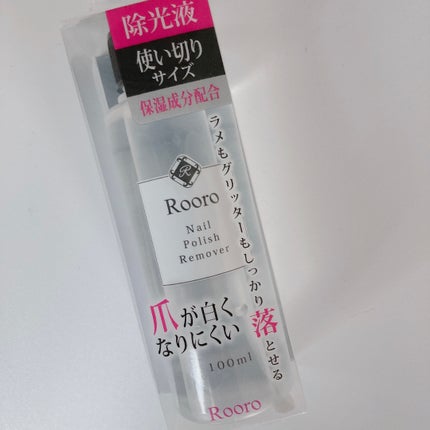 除光液
使い切り
サイズ
保湿成分配合
ラメもグリッターもしっかり落とせる
R
Rooro
Nail
Polish
Remover
爪が白く
なりにくい
100ml
Rooro